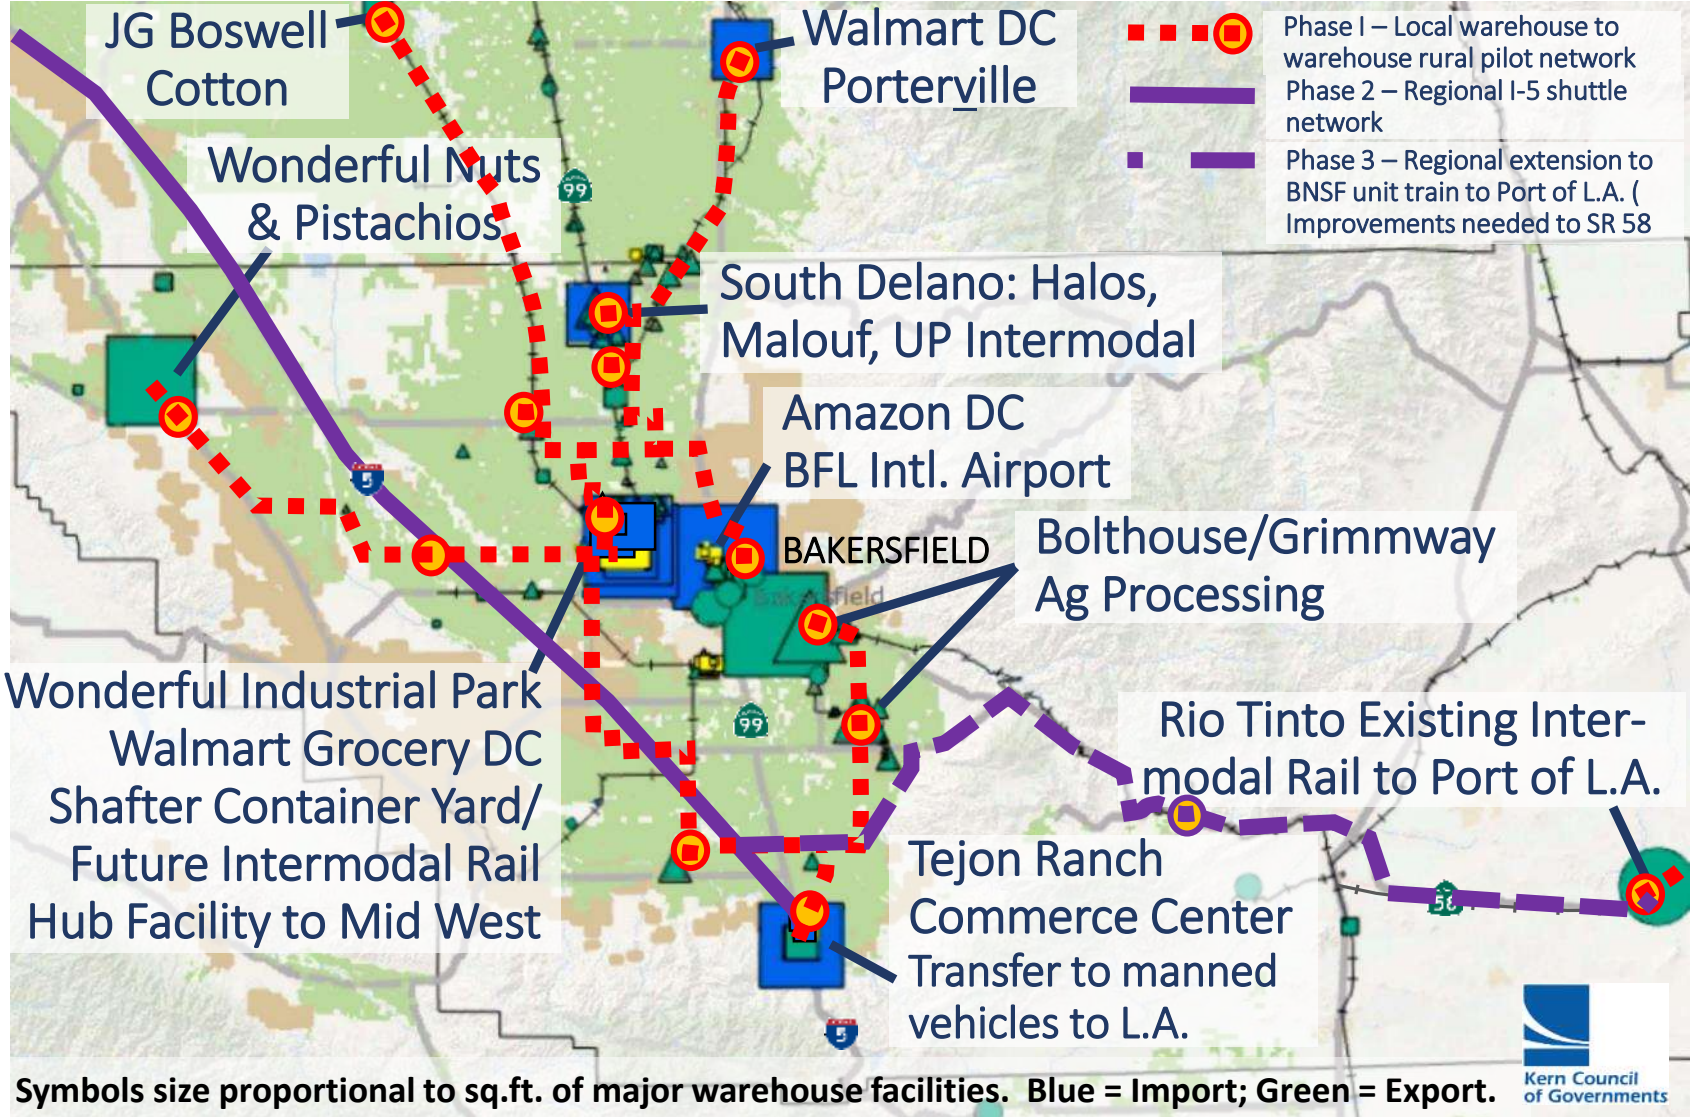 JG Boswell
Cotton
Walmart DC
Porterville
Phase I – Local warehouse to
warehouse rural pilot network
Phase 2 – Regional I-5 shuttle
network
Phase 3 – Regional extension to
BNSF unit train to Port of L.A. (
Improvements needed to SR 58
Wonderful Nuts
& Pistachios
99
South Delano: Halos,
Malouf, UP Intermodal
Amazon DC
BFL Intl. Airport
5
BAKERSFIELD
Bakersfield
Bolthouse/Grimmway
Ag Processing
Wonderful Industrial Park
Walmart Grocery DC
Shafter Container Yard/
Future Intermodal Rail
Hub Facility to Mid West
99
Rio Tinto Existing Inter-
modal Rail to Port of L.A.
58
Tejon Ranch
Commerce Center
Transfer to manned
vehicles to L.A.
5
Kern Council
of Governments
Symbols size proportional to sq.ft. of major warehouse facilities.  Blue = Import; Green = Export.